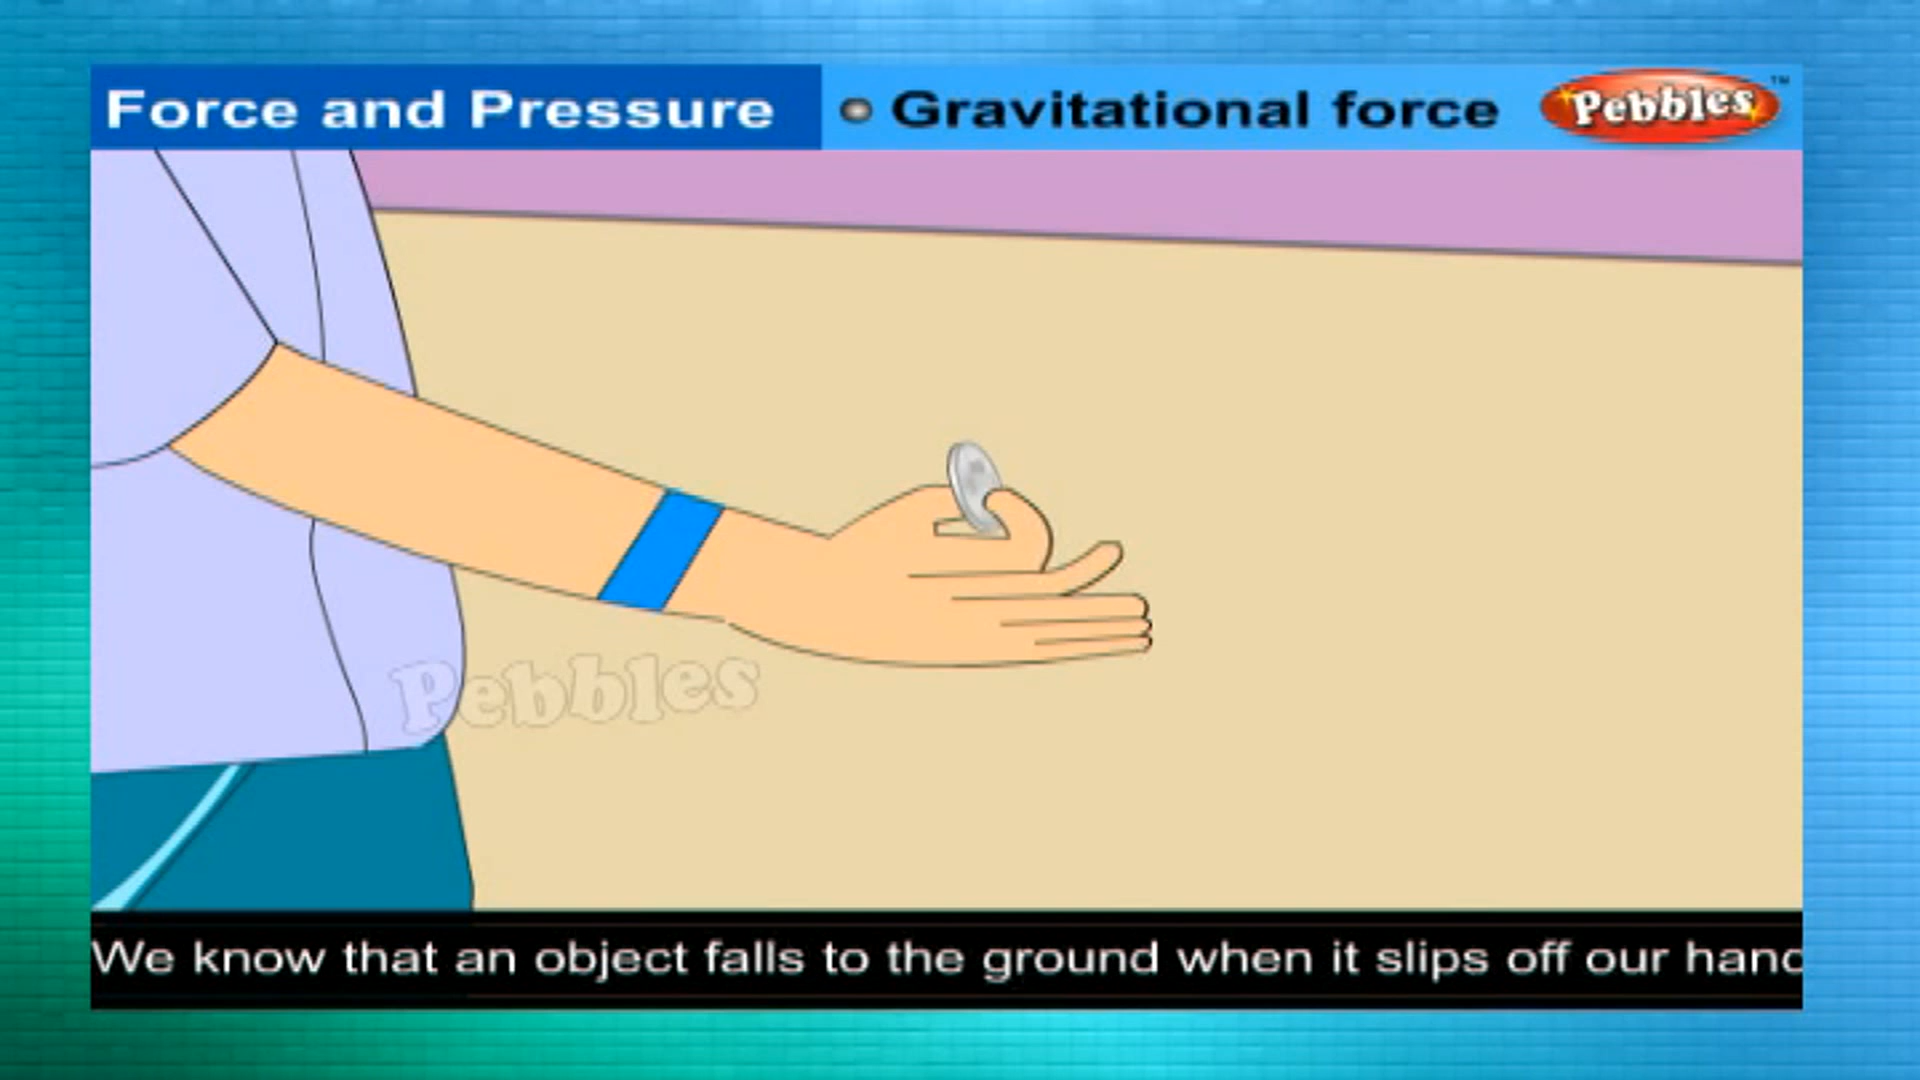 Force and Pressure
Gravitational force
Pebbles™
Pebbles
We know that an object falls to the ground when it slips off our